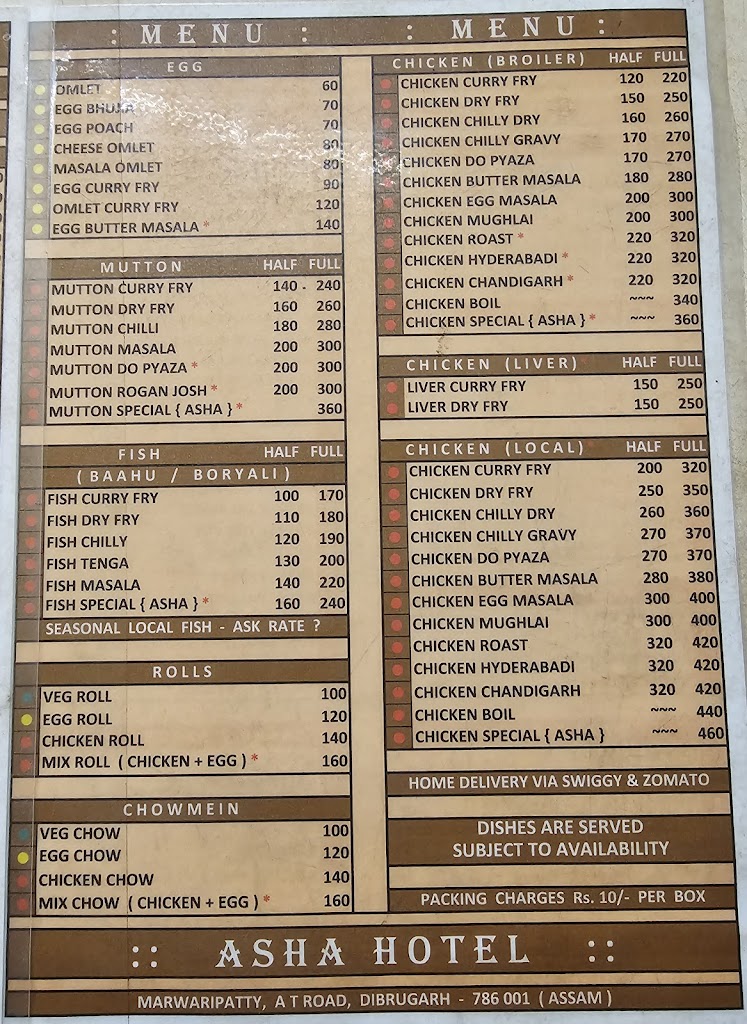 : MENU :
EGG
OMLET 60
EGG BHUJIA 70
EGG POACH 70
CHEESE OMLET 80
MASALA OMLET 80
EGG CURRY FRY 90
OMLET CURRY FRY 120
EGG BUTTER MASALA * 140
MUTTON HALF FULL
MUTTON CURRY FRY 140 240
MUTTON DRY FRY 160 260
MUTTON CHILLI 180 280
MUTTON MASALA 200 300
MUTTON DO PYAZA * 200 300
MUTTON ROGAN JOSH * 200 300
MUTTON SPECIAL { ASHA } * 360
FISH HALF FULL
( BAAHU / BORYALI )
FISH CURRY FRY 100 170
FISH DRY FRY 110 180
FISH CHILLY 120 190
FISH TENGA 130 200
FISH MASALA 140 220
FISH SPECIAL { ASHA } * 160 240
SEASONAL LOCAL FISH - ASK RATE ?
ROLLS
VEG ROLL 100
EGG ROLL 120
CHICKEN ROLL 140
MIX ROLL ( CHICKEN + EGG ) * 160
CHOWMEIN
VEG CHOW 100
EGG CHOW 120
CHICKEN CHOW 140
MIX CHOW ( CHICKEN + EGG ) * 160
: MENU :
CHICKEN (BROILER) HALF FULL
CHICKEN CURRY FRY 120 220
CHICKEN DRY FRY 150 250
CHICKEN CHILLY DRY 160 260
CHICKEN CHILLY GRAVY 170 270
CHICKEN DO PYAZA 170 270
CHICKEN BUTTER MASALA 180 280
CHICKEN EGG MASALA 200 300
CHICKEN MUGHLAI 200 300
CHICKEN ROAST * 220 320
CHICKEN HYDERABADI * 220 320
CHICKEN CHANDIGARH * 220 320
CHICKEN BOIL ~~~ 340
CHICKEN SPECIAL { ASHA } * ~~~ 360
CHICKEN (LIVER) HALF FULL
LIVER CURRY FRY 150 250
LIVER DRY FRY 150 250
CHICKEN (LOCAL) HALF FULL
CHICKEN CURRY FRY 200 320
CHICKEN DRY FRY 250 350
CHICKEN CHILLY DRY 260 360
CHICKEN CHILLY GRAVY 270 370
CHICKEN DO PYAZA 270 370
CHICKEN BUTTER MASALA 280 380
CHICKEN EGG MASALA 300 400
CHICKEN MUGHLAI 300 400
CHICKEN ROAST 320 420
CHICKEN HYDERABADI 320 420
CHICKEN CHANDIGARH 320 420
CHICKEN BOIL ~~~ 440
CHICKEN SPECIAL { ASHA } ~~~ 460
HOME DELIVERY VIA SWIGGY & ZOMATO
DISHES ARE SERVED
SUBJECT TO AVAILABILITY
PACKING CHARGES Rs. 10/- PER BOX
:: ASHA HOTEL ::
MARWARIPATTY, A T ROAD, DIBRUGARH - 786 001 ( ASSAM )